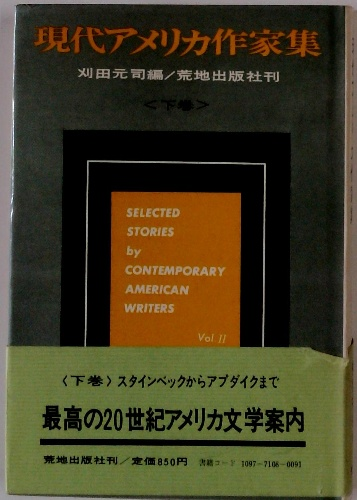 現代アメリカ作家集
刈田元司編/荒地出版社刊
<下巻>
SELECTED
STORIES
by
CONTEMPORARY
AMERICAN
WRITERS
Vol II
〈下巻〉スタインベックからアプダイクまで
最高の20世紀アメリカ文学案内
荒地出版社刊/定価850円 書籍コード 1097-7106-0091